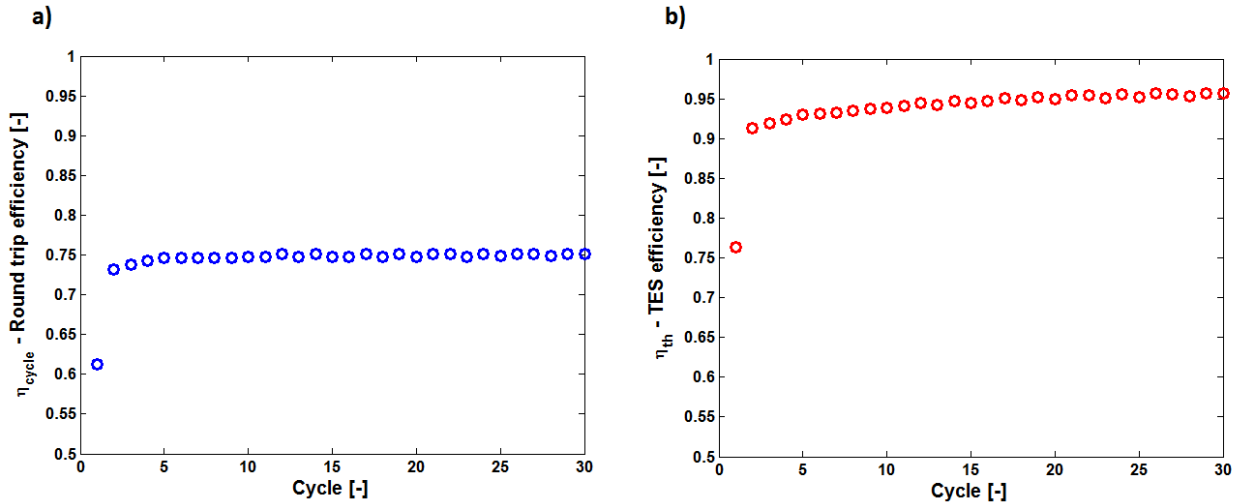 a)
η_cycle - Round trip efficiency [-]
1
0.95
0.9
0.85
0.8
0.75
0.7
0.65
0.6
0.55
0.5
0 5 10 15 20 25 30
Cycle [-]
b)
η_th - TES efficiency [-]
1
0.95
0.9
0.85
0.8
0.75
0.7
0.65
0.6
0.55
0.5
0 5 10 15 20 25 30
Cycle [-]